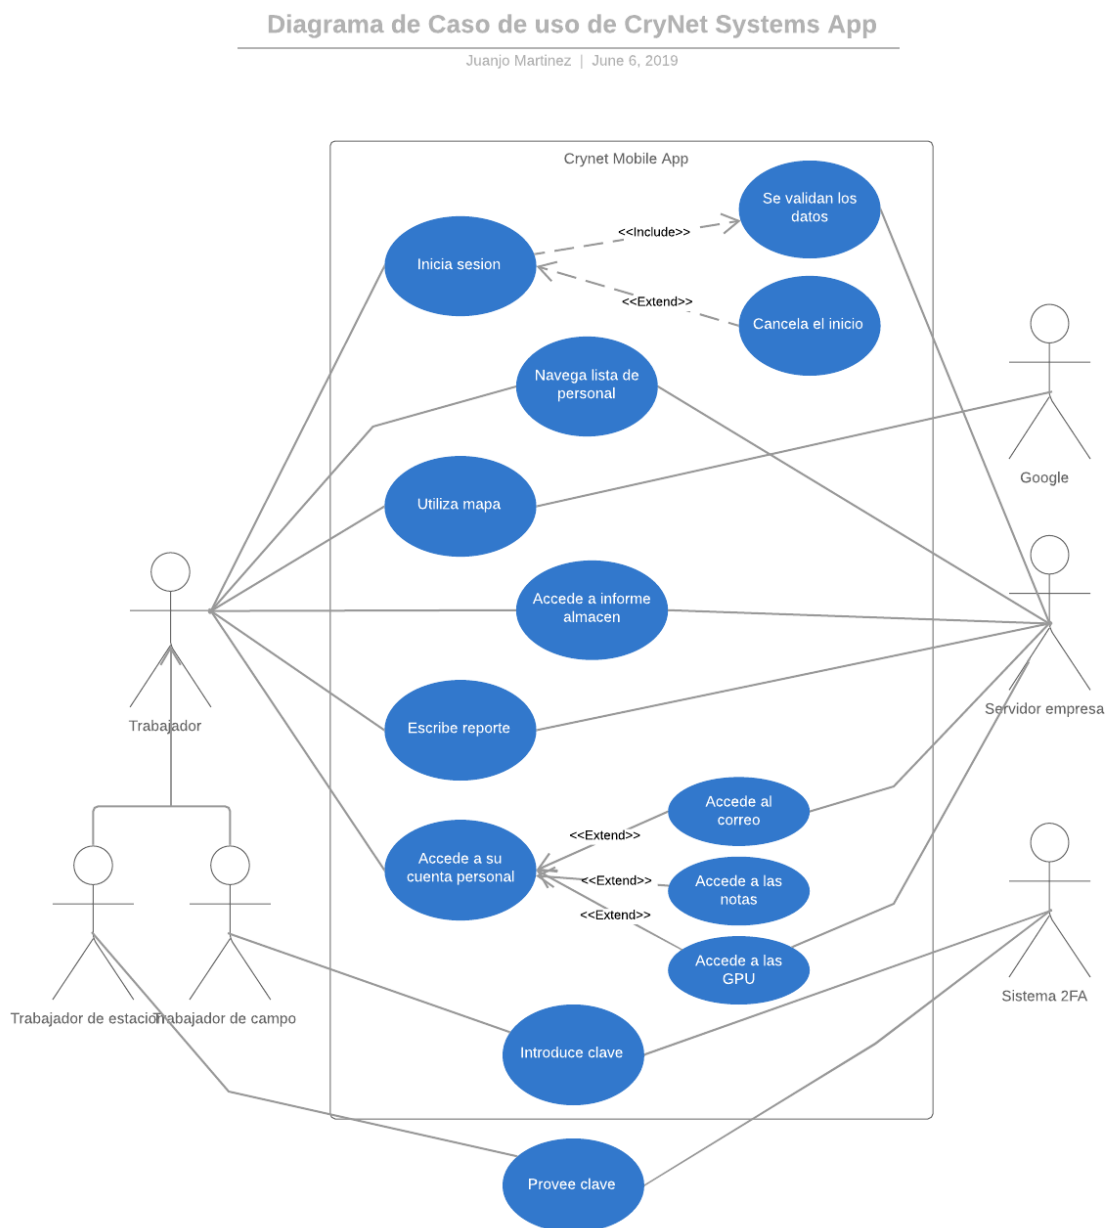 Diagrama de Caso de uso de CryNet Systems App
Juanjo Martinez | June 6, 2019
Crynet Mobile App
Se validan los
datos
<<Include>>
Inicia sesion
<<Extend>>
Cancela el inicio
Navega lista de
personal
Google
Utiliza mapa
Accede a informe
almacen
Servidor empresa
Trabajador
Escribe reporte
Accede al
correo
<<Extend>>
Accede a su
cuenta personal
<<Extend>>
Accede a las
notas
<<Extend>>
Accede a las
GPU
Sistema 2FA
Trabajador de estacion
Trabajador de campo
Introduce clave
Provee clave